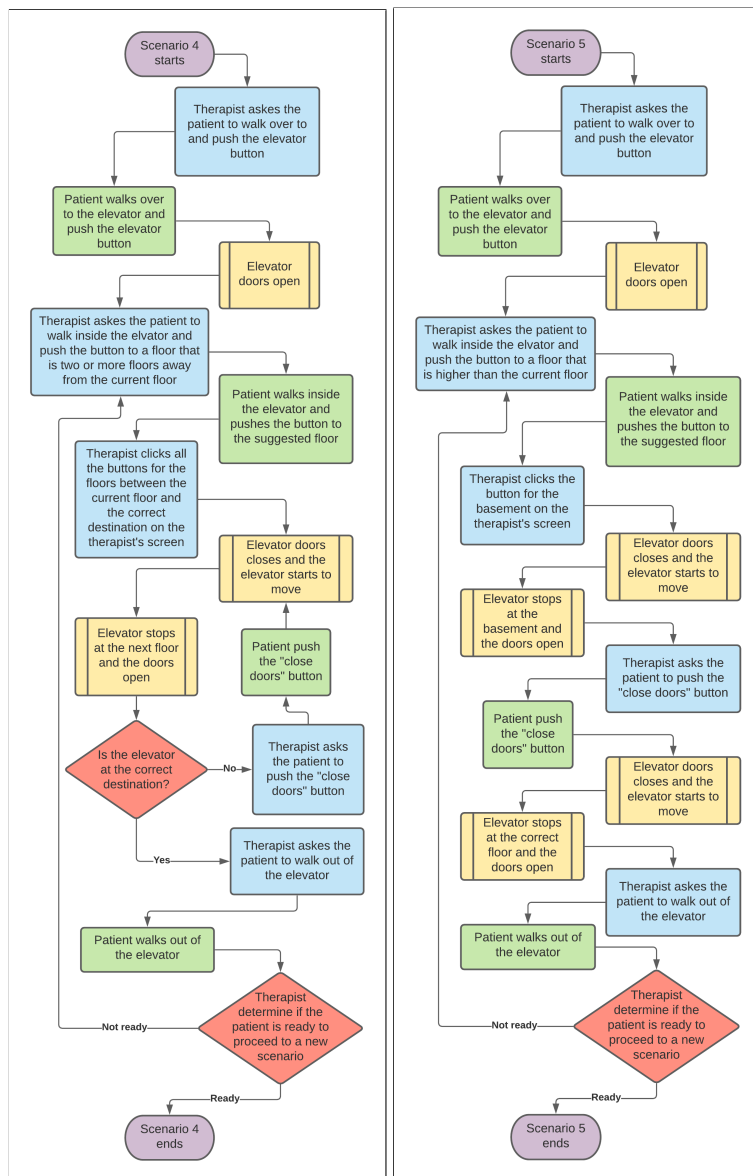 Scenario 4
starts
Therapist askes the
patient to walk over to
and push the elevator
button
Patient walks over
to the elevator and
push the elevator
button
Elevator
doors open
Therapist askes the patient to
walk inside the elvator and
push the button to a floor that
is two or more floors away
from the current floor
Patient walks inside
the elevator and
pushes the button to
the suggested floor
Therapist clicks all
the buttons for the
floors between the
current floor and
the correct
destination on the
therapist's screen
Elevator doors
closes and the
elevator starts to
move
Elevator stops
at the next floor
and the doors
open
Patient push
the "close
doors" button
Is the elevator
at the correct
destination?
No
Therapist asks
the patient to
push the "close
doors" button
Yes
Therapist askes the
patient to walk out of
the elevator
Patient walks out of
the elevator
Therapist
determine if the
patient is ready to
proceed to a new
scenario
Not ready
Ready
Scenario 4
ends
Scenario 5
starts
Therapist askes the
patient to walk over to
and push the elevator
button
Patient walks over
to the elevator and
push the elevator
button
Elevator
doors open
Therapist askes the patient to
walk inside the elvator and
push the button to a floor that
is higher than the current floor
Patient walks inside
the elevator and
pushes the button to
the suggested floor
Therapist clicks the
button for the
basement on the
therapist's screen
Elevator doors
closes and the
elevator starts to
move
Elevator stops
at the
basement and
the doors open
Therapist asks the
patient to push the
"close doors" button
Patient push
the "close
doors" button
Elevator doors
closes and the
elevator starts to
move
Elevator stops
at the correct
floor and the
doors open
Therapist askes the
patient to walk out of
the elevator
Patient walks out of
the elevator
Therapist
determine if the
patient is ready to
proceed to a new
scenario
Not ready
Ready
Scenario 5
ends